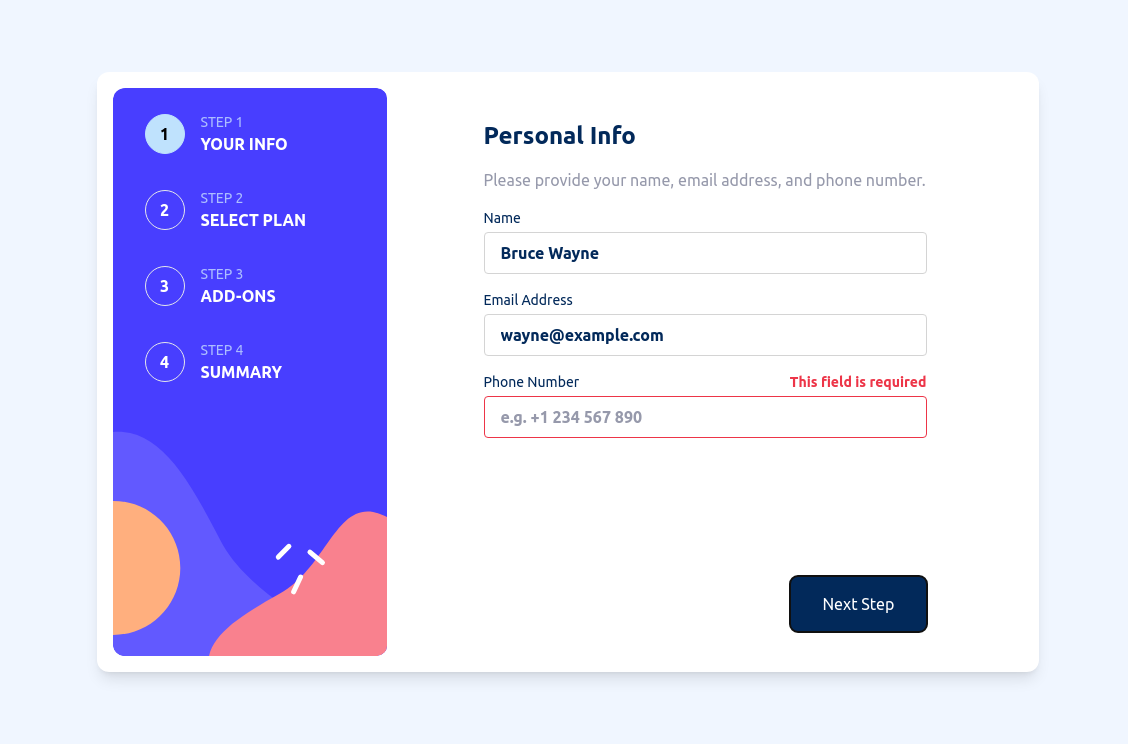 1
STEP 1
YOUR INFO
2
STEP 2
SELECT PLAN
3
STEP 3
ADD-ONS
4
STEP 4
SUMMARY
Personal Info
Please provide your name, email address, and phone number.
Name
Bruce Wayne
Email Address
wayne@example.com
Phone Number This field is required
e.g. +1 234 567 890
Next Step